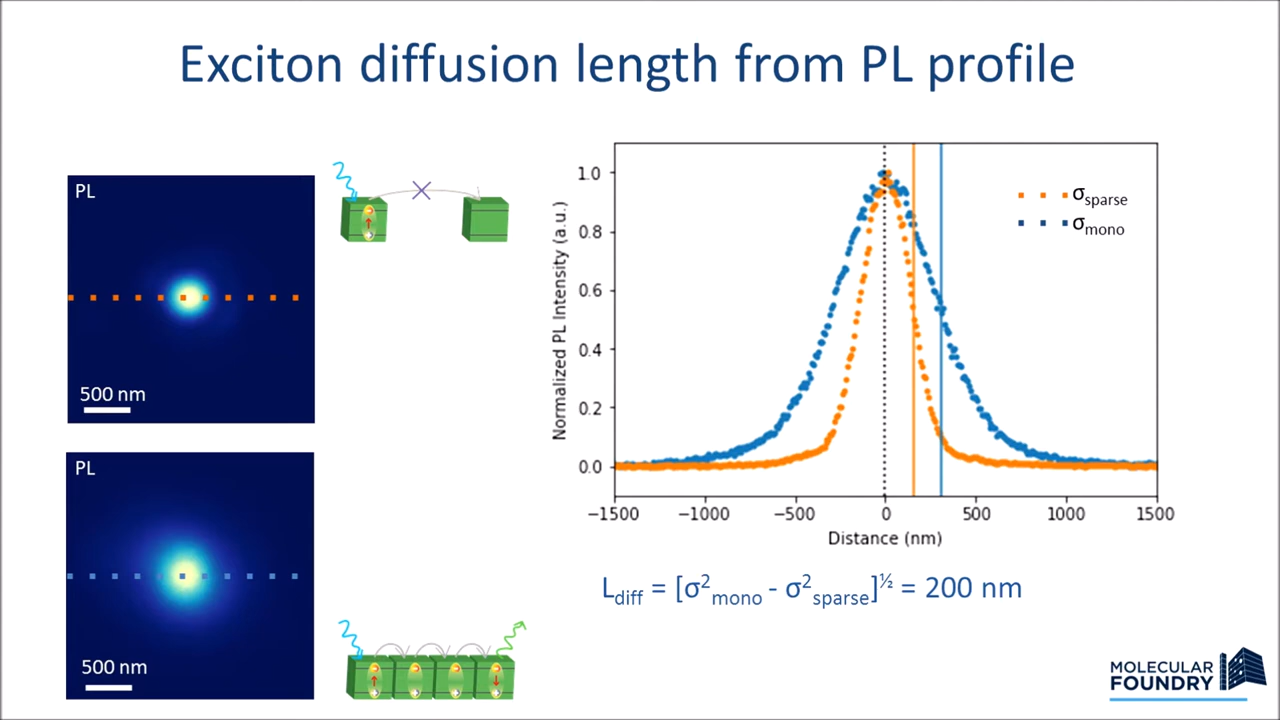 Exciton diffusion length from PL profile
PL
500 nm
PL
500 nm
Normalized PL Intensity (a.u.)
1.0
0.8
0.6
0.4
0.2
0.0
−1500 −1000 −500 0 500 1000 1500
Distance (nm)
σsparse
σmono
Ldiff = [σ²mono - σ²sparse]½ = 200 nm
MOLECULAR
FOUNDRY